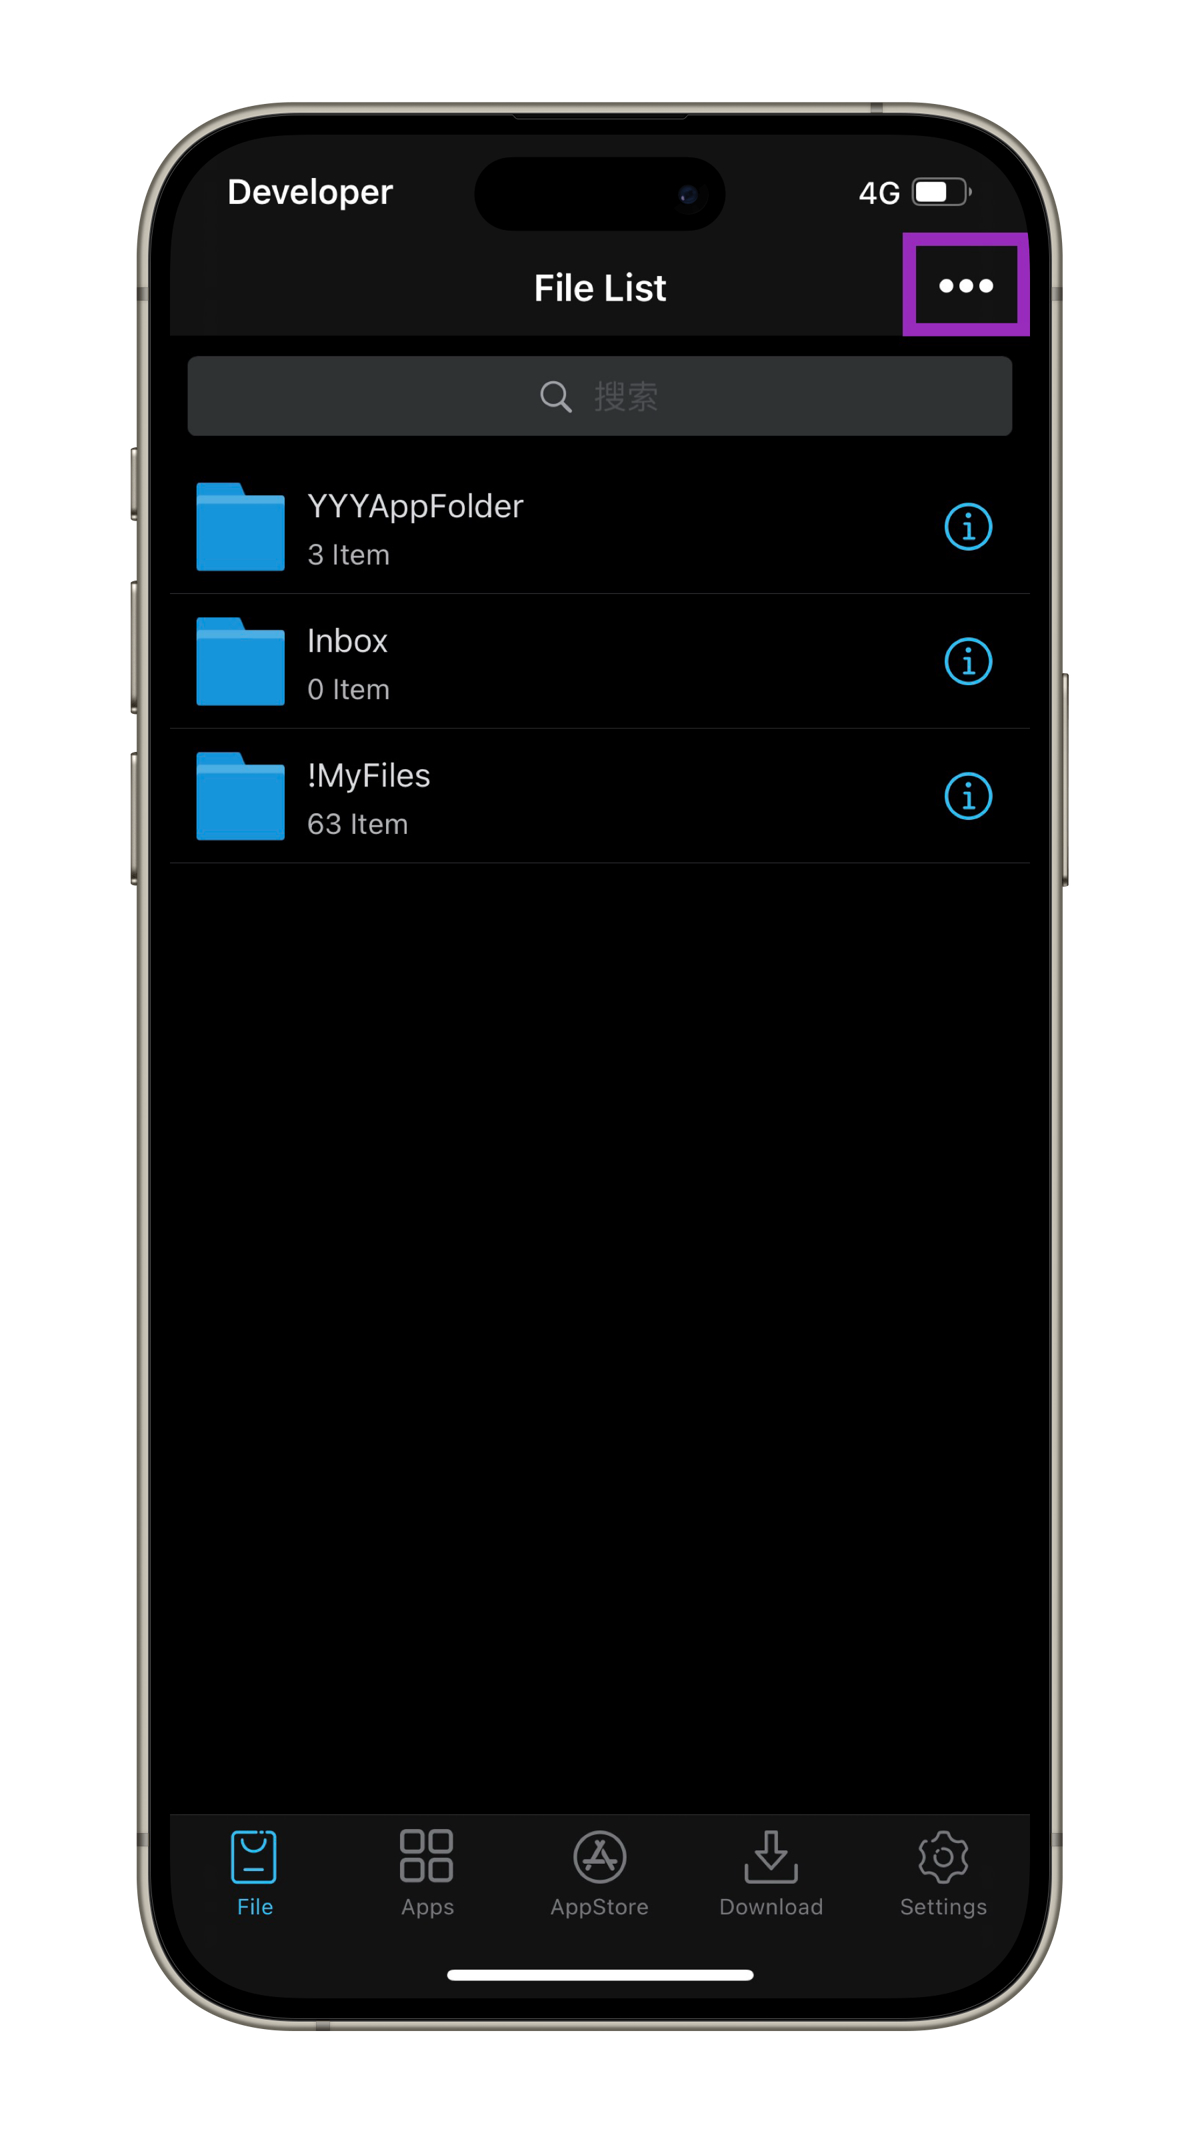 Developer
4G
File List
搜索
YYYAppFolder
3 Item
Inbox
0 Item
!MyFiles
63 Item
File
Apps
AppStore
Download
Settings